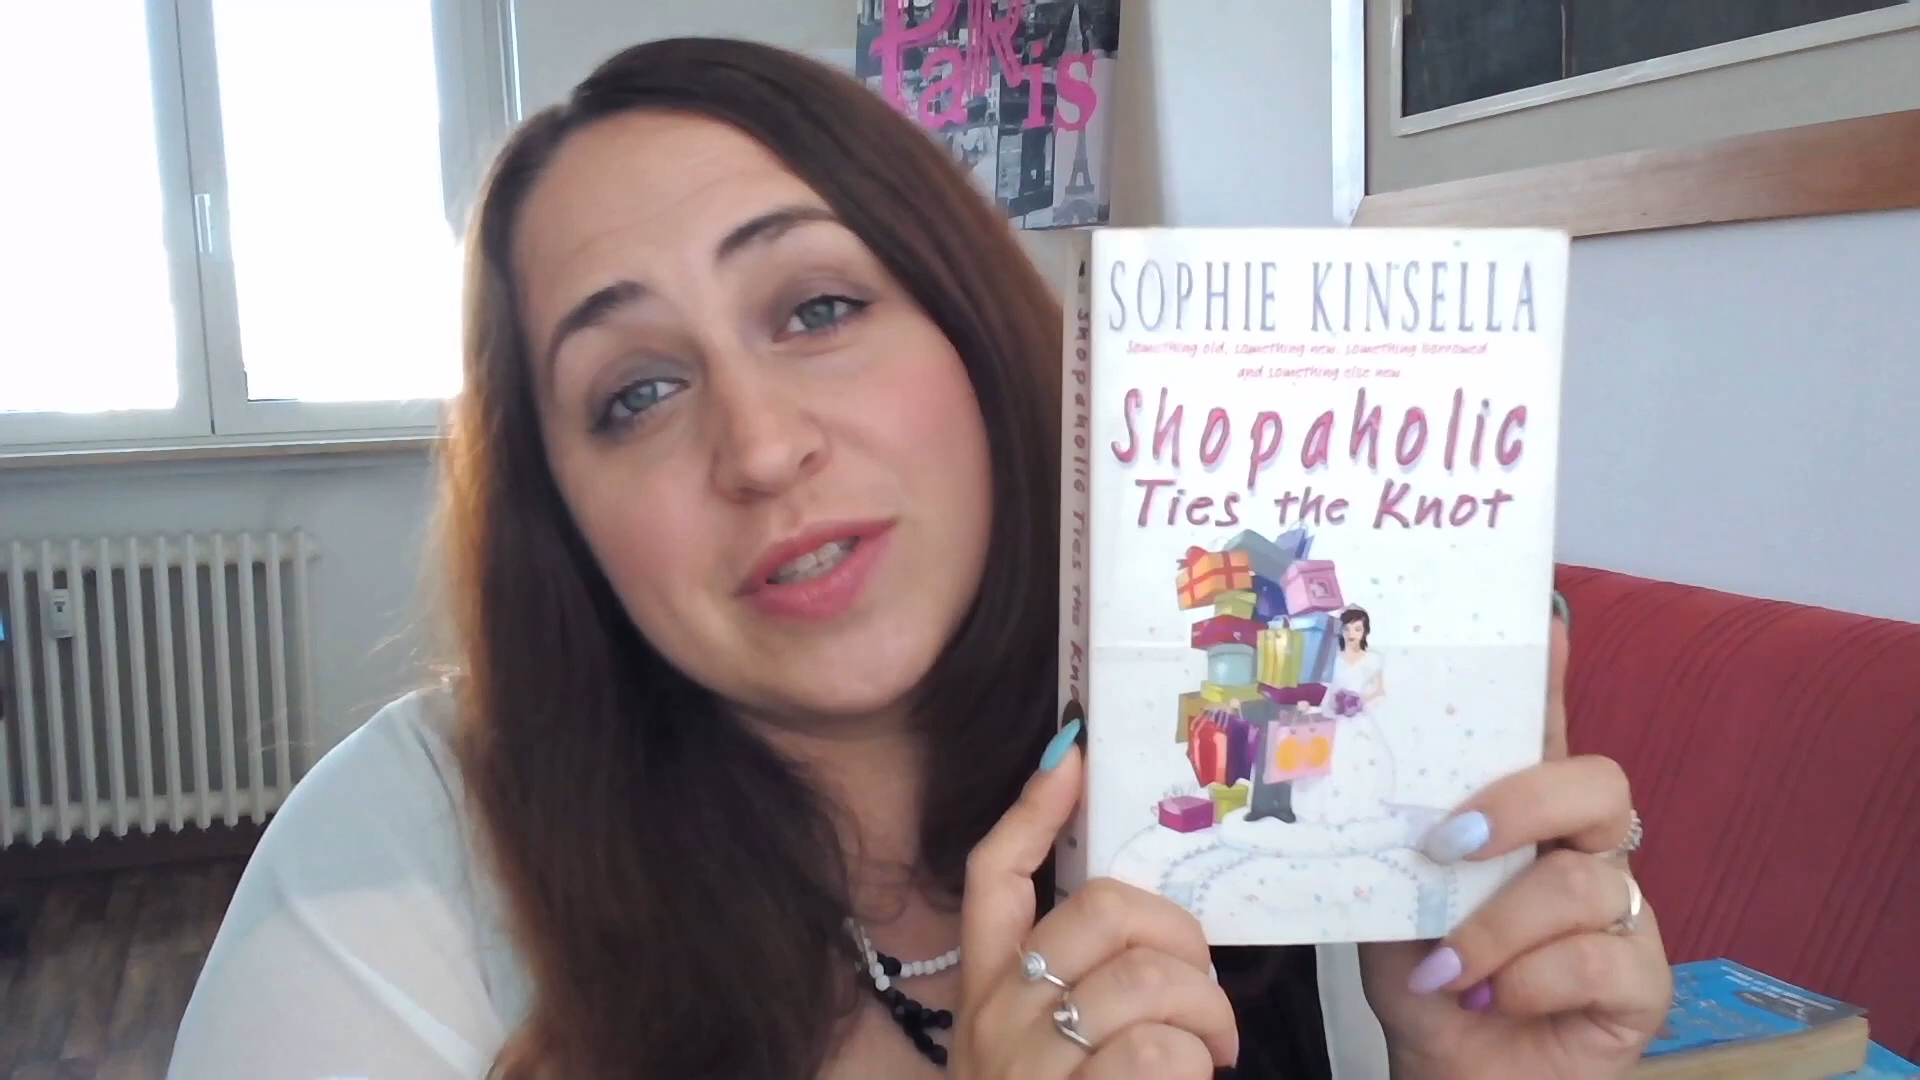 PaRis
SOPHIE KINSELLA
Something old, something new, something borrowed
and something else new
Shopaholic
Ties the Knot
Shopaholic Ties the Kno